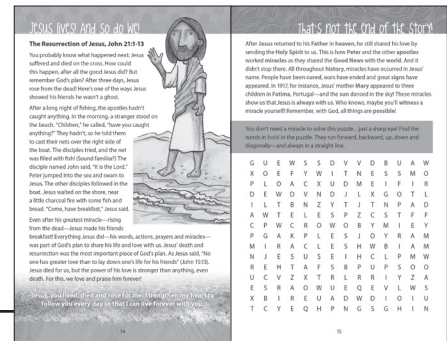 Jesus lives! And so do we!
The Resurrection of Jesus, John 21:1-13
You probably know what happened next: Jesus
suffered and died on the cross. How could
this happen, after all the good Jesus did? But
remember God's plan? After three days, Jesus
rose from the dead! Here's one of the ways Jesus
showed his friends he wasn't a ghost.
After a long night of fishing, the apostles hadn't
caught anything. In the morning, a stranger stood on
the beach. "Children," he called, "have you caught
anything?" They hadn't, so he told them
to cast their nets over the right side of
the boat. The disciples tried, and the net
was filled with fish! (Sound familiar?) The
disciple named John said, "It is the Lord."
Peter jumped into the sea and swam to
Jesus. The other disciples followed in the
boat. Jesus waited on the shore, near
a little charcoal fire with some fish and
bread. "Come, have breakfast," Jesus said.
Even after his greatest miracle—rising
from the dead—Jesus made his friends
breakfast! Everything Jesus did—his words, actions, prayers and miracles—
was part of God's plan to share his life and love with us. Jesus' death and
resurrection was the most important piece of God's plan. As Jesus said, "No
one has greater love than to lay down one's life for his friends" (John 15:13).
Jesus died for us, but the power of his love is stronger than anything, even
death. For this, we love and praise him forever!
Jesus, you lived, died and rose for me. Strengthen my heart to
follow you every day so that I can live forever with you.
14
That's not the end of the story!
After Jesus returned to his Father in heaven, he still shared his love by
sending the Holy Spirit to us. This is how Peter and the other apostles
worked miracles as they shared the Good News with the world. And it
didn't stop there. All throughout history, miracles have occurred in Jesus'
name. People have been cured, wars have ended and great signs have
appeared. In 1917, for instance, Jesus' mother Mary appeared to three
children in Fatima, Portugal—and the sun danced in the sky! These miracles
show us that Jesus is always with us. Who knows, maybe you'll witness a
miracle yourself! Remember, with God, all things are possible!
You don't need a miracle to solve this puzzle... just a sharp eye! Find the
words in bold in the puzzle. They run forward, backward, up, down and
diagonally—and always in a straight line.
G U E W S S D V V D B U A W
X O E F Y W I T N E S S M O
P L O A C X U D M E I F I R
D E W O V N D J L X G O T L
I L T B N Z Y T J T N P A D
A W T E L E S P Z C S T F F
C P W C R O W O B Y M I E Y
P G A K P L E S J O Y R A M
M I R A C L E S H W B I A M
N J E S U S E I H C L P M W
R E H T A F S B P U P S O O
U C V Z X T R L R R I Y Z A
E S R A O W U E Q E V L W S
X B I R E U A D W D I O I U
T C Y E Q H P N G S G H I N
15